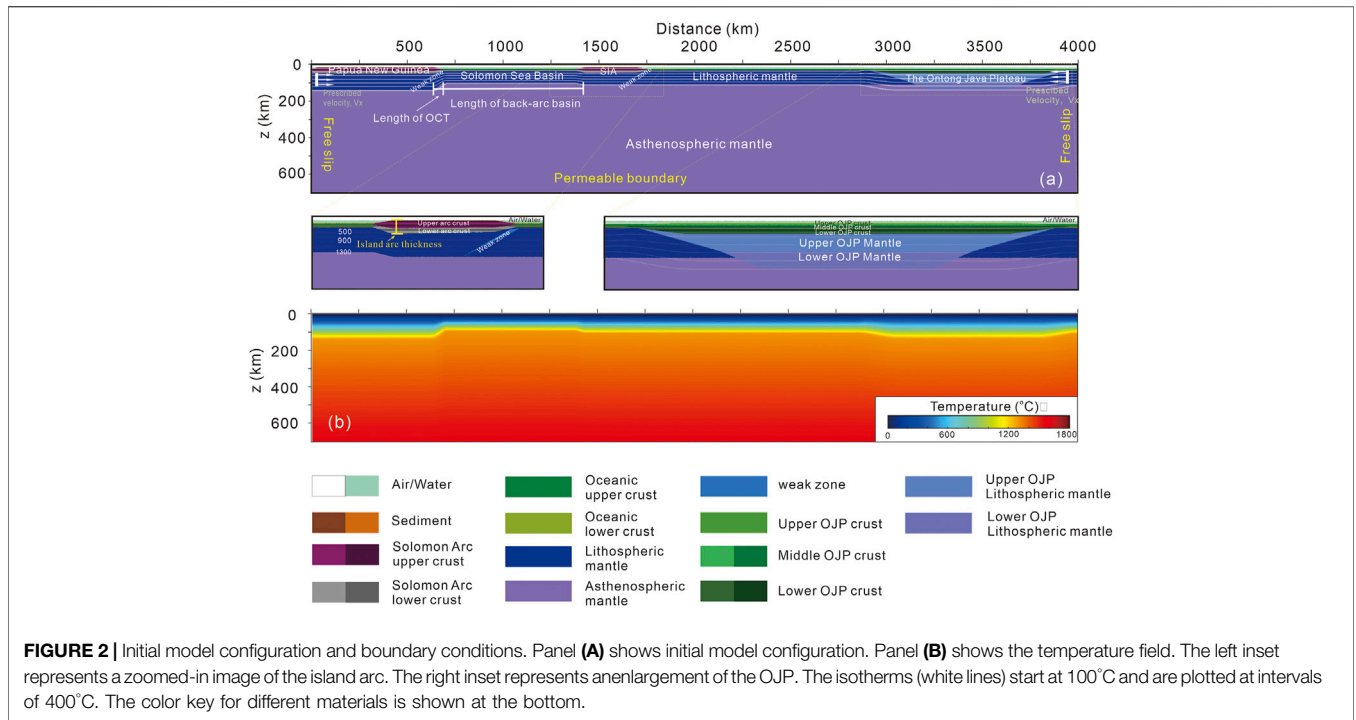 Distance (km)
500 1000 1500 2000 2500 3000 3500 4000
0
200
400
600
z (km)
Papua New Guinea
Weak zone
Solomon Sea Basin
SIA
Weak zone
Lithospheric mantle
The Ontong Java Plateau
Prescribed
velocity, Vx
Prescribed
Velocity, Vx
Length of OCT
Length of back-arc basin
Free slip
Free slip
Asthenospheric mantle
Permeable boundary
(a)
Air/Water
Upper arc crust
Lower arc crust
500
900
1300
Island arc thickness
Weak zone
Air/Water
Upper OJP crust
Middle OJP crust
Lower OJP crust
Upper OJP Mantle
Lower OJP Mantle
0
200
400
600
z (km)
(b)
Temperature (°C)□
0 600 1200 1800
Air/Water
Sediment
Solomon Arc
upper crust
Solomon Arc
lower crust
Oceanic
upper crust
Oceanic
lower crust
Lithospheric
mantle
Asthenospheric
mantle
weak zone
Upper OJP crust
Middle OJP crust
Lower OJP crust
Upper OJP
Lithospheric mantle
Lower OJP
Lithospheric mantle
FIGURE 2 | Initial model configuration and boundary conditions. Panel (A) shows initial model configuration. Panel (B) shows the temperature field. The left inset
represents a zoomed-in image of the island arc. The right inset represents anenlargement of the OJP. The isotherms (white lines) start at 100°C and are plotted at intervals
of 400°C. The color key for different materials is shown at the bottom.